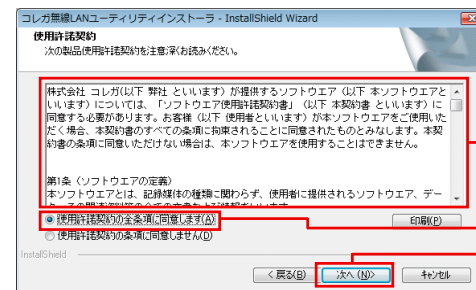 コレガ無線LANユーティリティインストーラ - InstallShield Wizard
使用許諾契約
次の製品使用許諾契約を注意深くお読みください。
株式会社 コレガ(以下 弊社 といいます) が提供するソフトウエア (以下 本ソフトウエアと
いいます) については、「ソフトウエア使用許諾契約書」 (以下 本契約書 といいます) に
同意する必要があります。お客様 (以下 使用者といいます) が本ソフトウエアをご使用いた
だく場合、本契約書のすべての条項に拘束されることに同意されたものとみなします。本契
約書の条項に同意いただけない場合は、本ソフトウエアを使用することはできません。
第1条 (ソフトウエアの定義)
本ソフトウエアとは、記録媒体の種類に関わらず、使用者に提供されるソフトウエア、デー
使用許諾契約の全条項に同意します(A)
印刷(P)
使用許諾契約の条項に同意しません(D)
InstallShield
< 戻る(B)
次へ (N)>
キャンセル